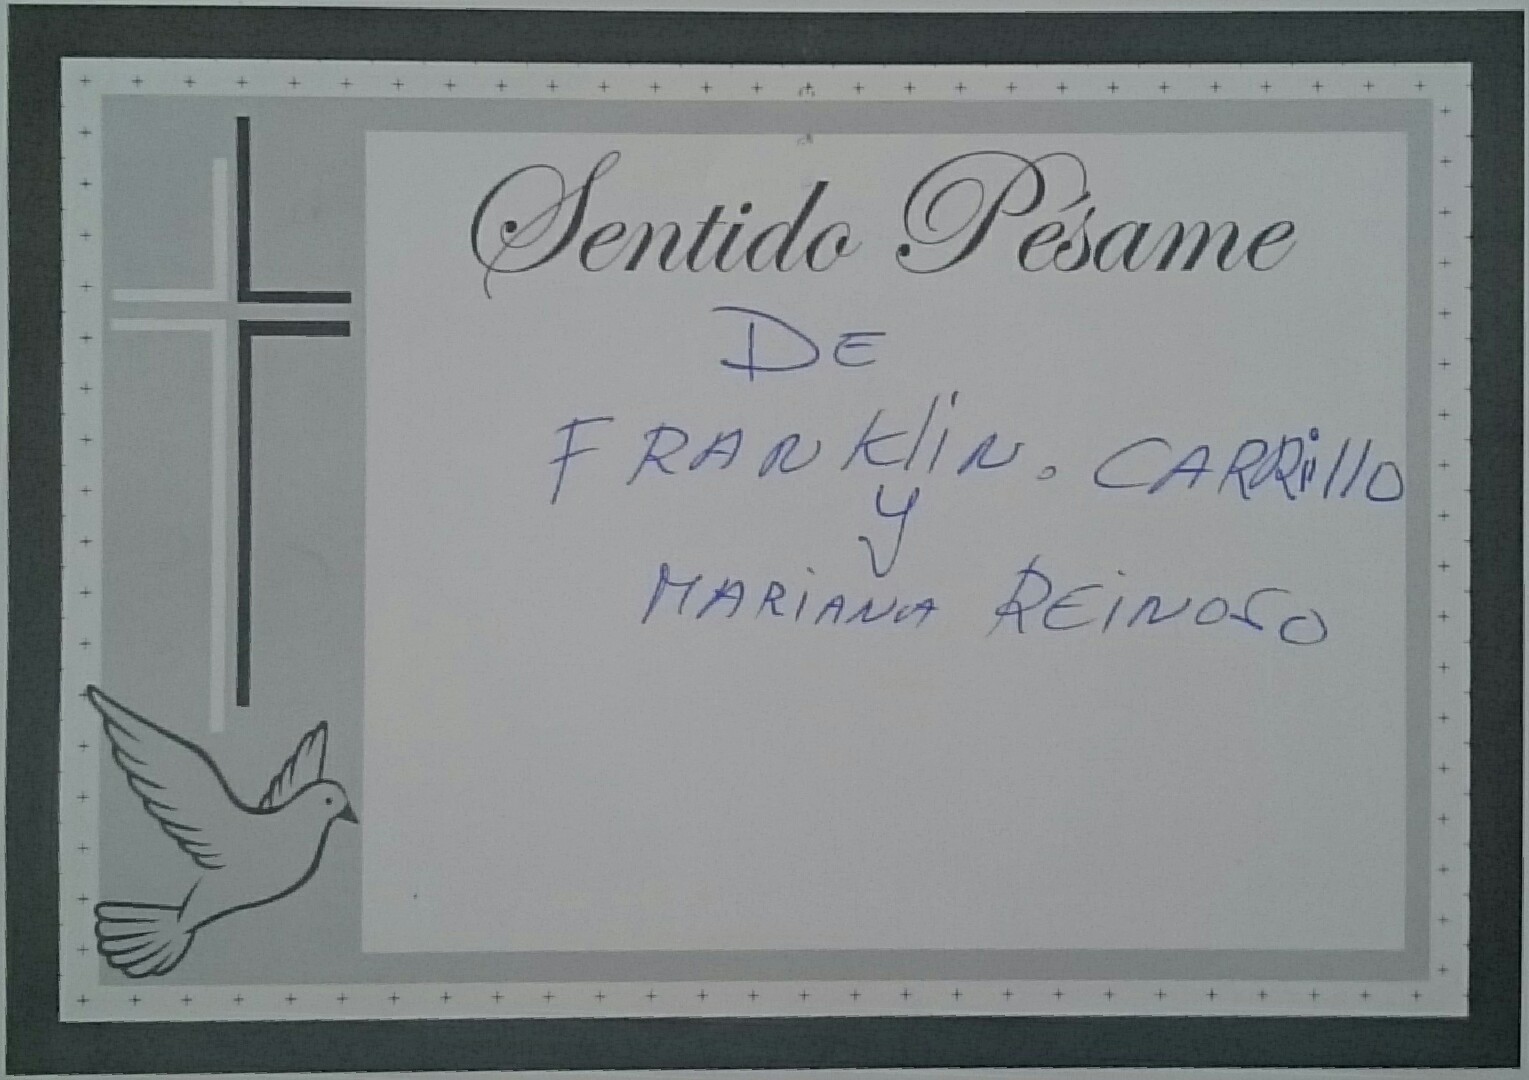 Sentido Pésame
DE
FRANKliN. CARRillO
y
MARiANA REiNOSO